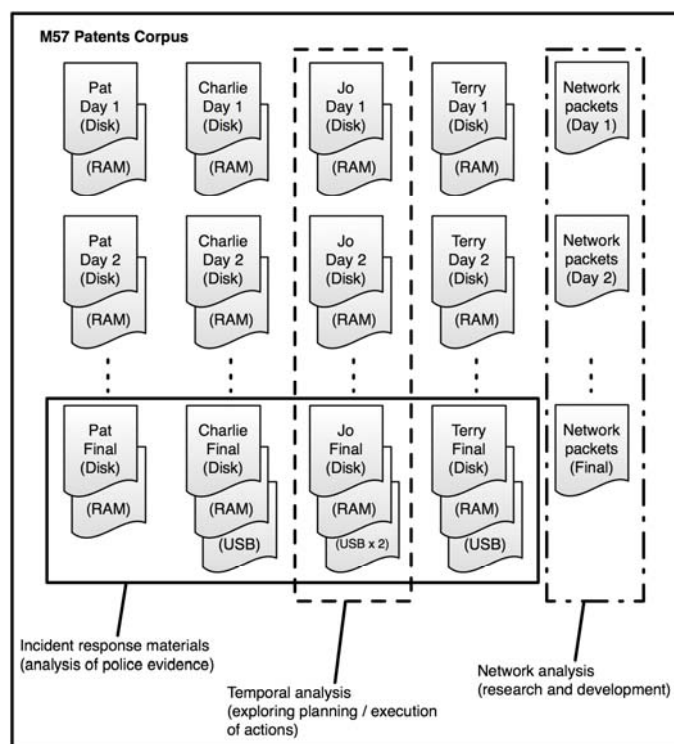 M57 Patents Corpus
Pat
Day 1
(Disk)
(RAM)
Charlie
Day 1
(Disk)
(RAM)
Jo
Day 1
(Disk)
(RAM)
Terry
Day 1
(Disk)
(RAM)
Network
packets
(Day 1)
Pat
Day 2
(Disk)
(RAM)
Charlie
Day 2
(Disk)
(RAM)
Jo
Day 2
(Disk)
(RAM)
Terry
Day 2
(Disk)
(RAM)
Network
packets
(Day 2)
Pat
Final
(Disk)
(RAM)
Charlie
Final
(Disk)
(RAM)
(USB)
Jo
Final
(Disk)
(RAM)
(USB x 2)
Terry
Final
(Disk)
(RAM)
(USB)
Network
packets
(Final)
Incident response materials
(analysis of police evidence)
Temporal analysis
(exploring planning / execution
of actions)
Network analysis
(research and development)